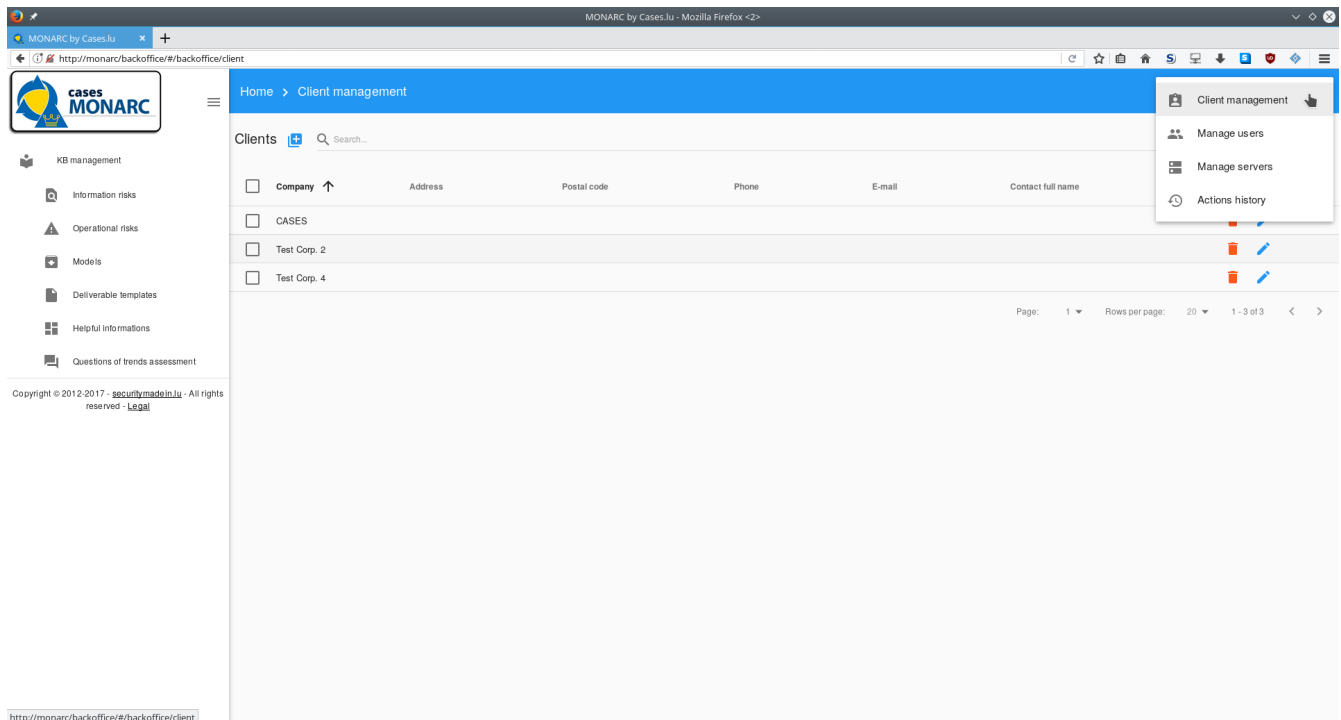 MONARC by Cases.lu - Mozilla Firefox <2>
MONARC by Cases.lu
http://monarc/backoffice/#/backoffice/client
cases
MONARC
Home > Client management
Client management
Manage users
Manage servers
Actions history
Clients Search...
KB management
Information risks
Operational risks
Models
Deliverable templates
Helpful informations
Questions of trends assessment
Copyright © 2012-2017 - securitymadein.lu - All rights
reserved - Legal
Company Address Postal code Phone E-mail Contact full name
CASES
Test Corp. 2
Test Corp. 4
Page: 1 Rows per page: 20 1 - 3 of 3
http://monarc/backoffice/#/backoffice/client